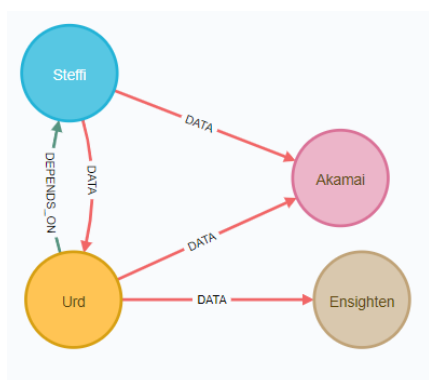 Steffi
DATA
Akamai
DEPENDS_ON
DATA
DATA
Urd
DATA
Ensighten